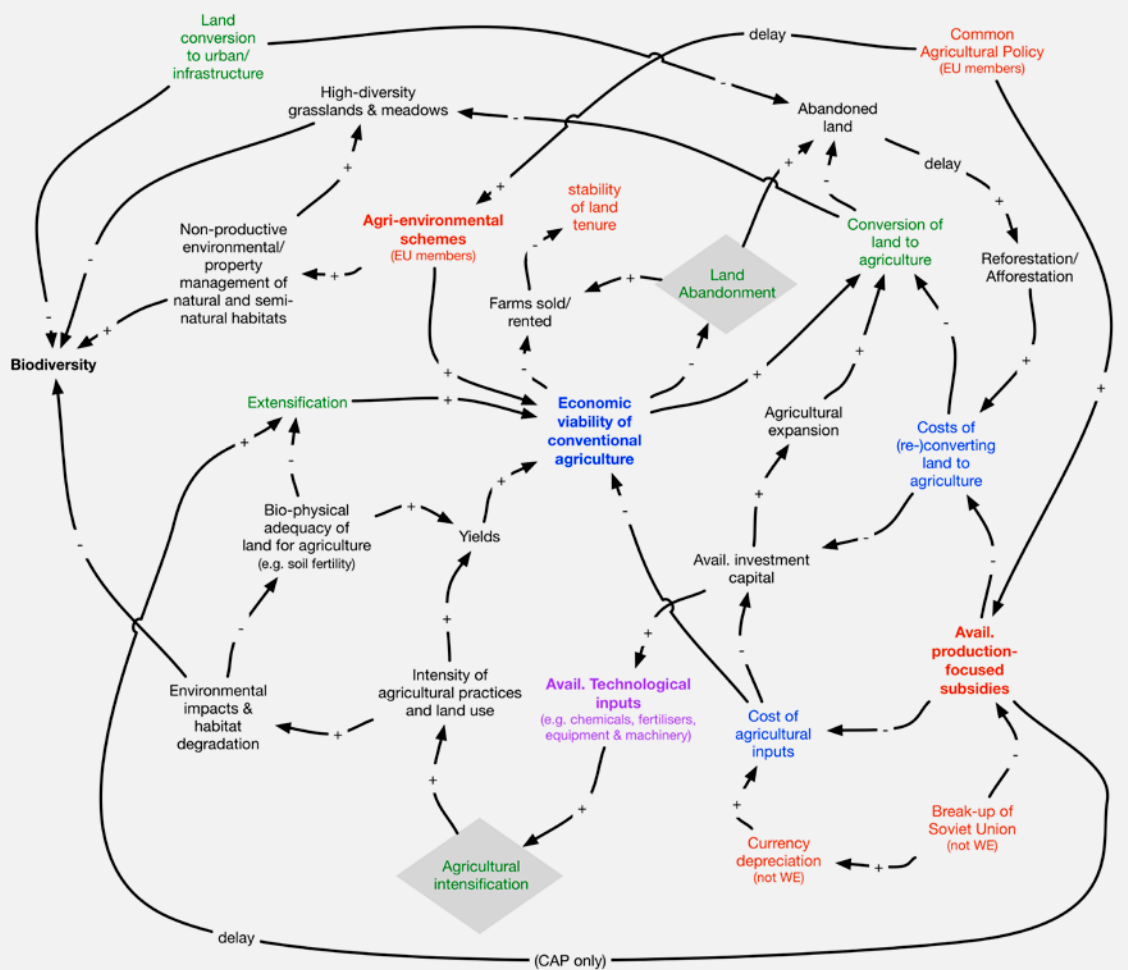 Land
conversion
to urban/
infrastructure
delay
Common
Agricultural Policy
(EU members)
-
High-diversity
grasslands & meadows
-
Abandoned
land
delay
+
+
-
+
stability
of land
tenure
+
Agri-environmental
schemes
(EU members)
Non-productive
environmental/
property
management of
natural and semi-
natural habitats
-
-
Conversion of
land to
agriculture
Reforestation/
Afforestation
+
+
Land
Abandonment
Farms sold/
rented
-
-
+
Biodiversity
-
-
+
+
+
+
+
Extensification
+
Economic
viability of
conventional
agriculture
Agricultural
expansion
Costs of
(re-)converting
land to
agriculture
+
-
+
+
+
Bio-physical
adequacy of
land for agriculture
(e.g. soil fertility)
-
Yields
-
-
Avail. investment
capital
-
+
+
-
-
Avail.
production-
focused
subsidies
Environmental
impacts &
habitat
degradation
Intensity of
agricultural practices
and land use
Avail. Technological
inputs
(e.g. chemicals, fertilisers,
equipment & machinery)
Cost of
agricultural
inputs
-
+
-
+
+
+
Break-up of
Soviet Union
(not WE)
Currency
depreciation
(not WE)
+
Agricultural
intensification
delay
(CAP only)